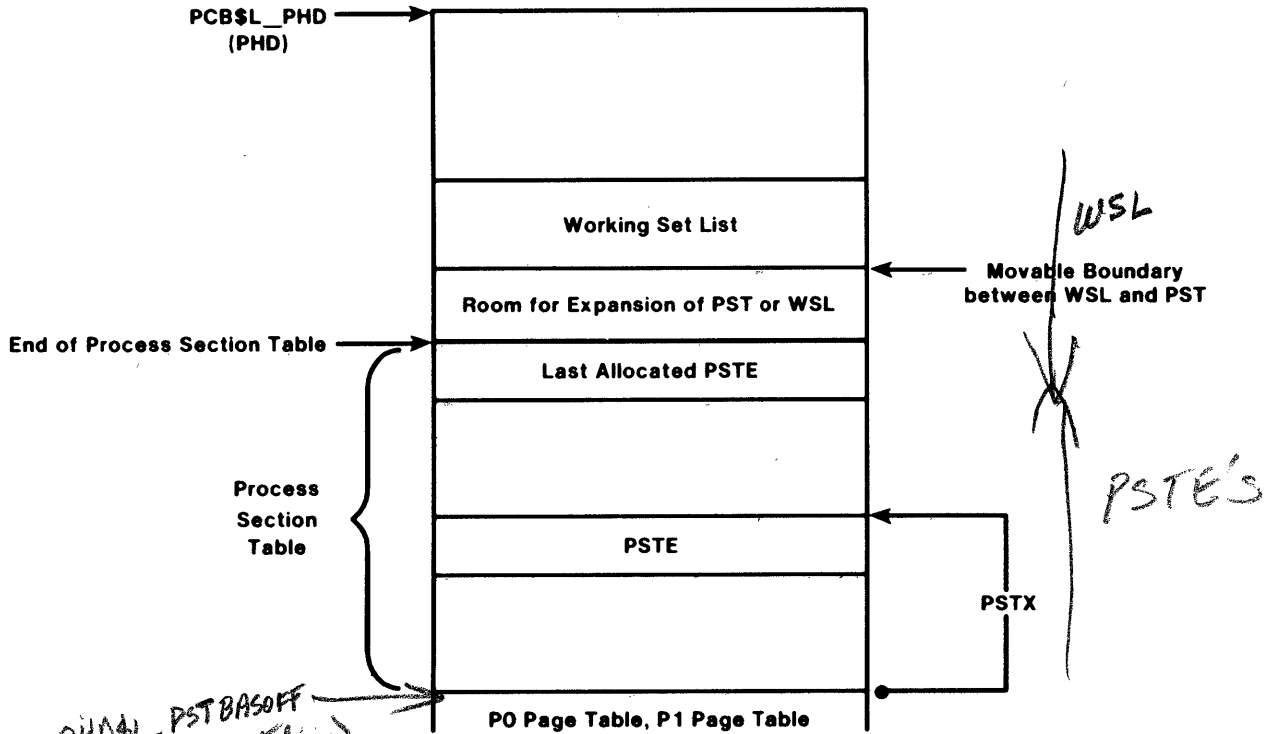 PCB$L_PHD
(PHD)
Working Set List
WSL
Movable Boundary
between WSL and PST
Room for Expansion of PST or WSL
End of Process Section Table
Last Allocated PSTE
Process
Section
Table
PSTE'S
PSTE
PSTX
PSTBASOFF
P0 Page Table, P1 Page Table